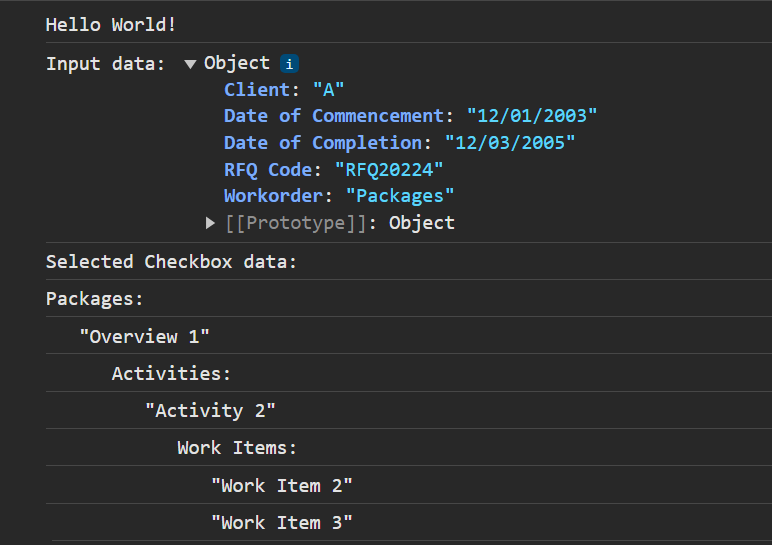 Hello World!
Input data: ▼ Object i
Client: "A"
Date of Commencement: "12/01/2003"
Date of Completion: "12/03/2005"
RFQ Code: "RFQ20224"
Workorder: "Packages"
▶ [[Prototype]]: Object
Selected Checkbox data:
Packages:
"Overview 1"
Activities:
"Activity 2"
Work Items:
"Work Item 2"
"Work Item 3"